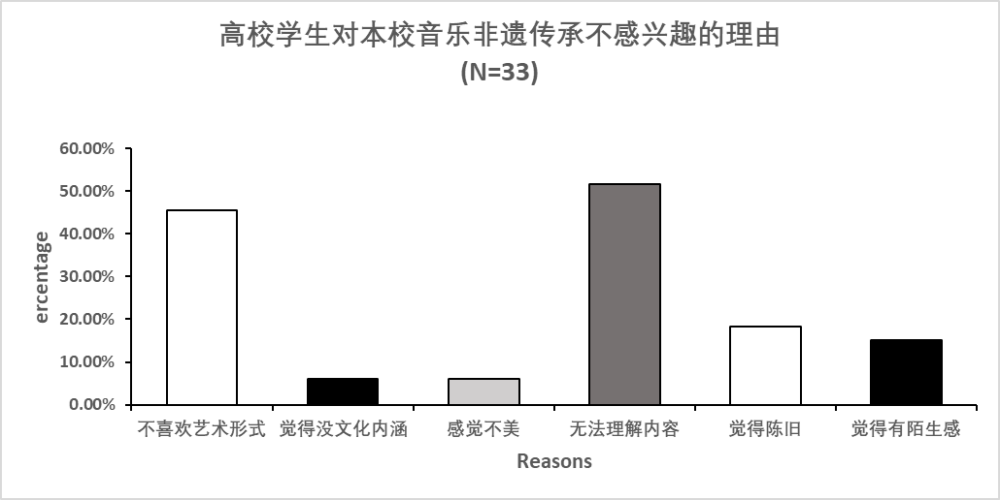 高校学生对本校音乐非遗传承不感兴趣的理由
(N=33)
60.00%
50.00%
40.00%
30.00%
20.00%
10.00%
0.00%
ercentage
不喜欢艺术形式 觉得没文化内涵 感觉不美 无法理解内容 觉得陈旧 觉得有陌生感
Reasons